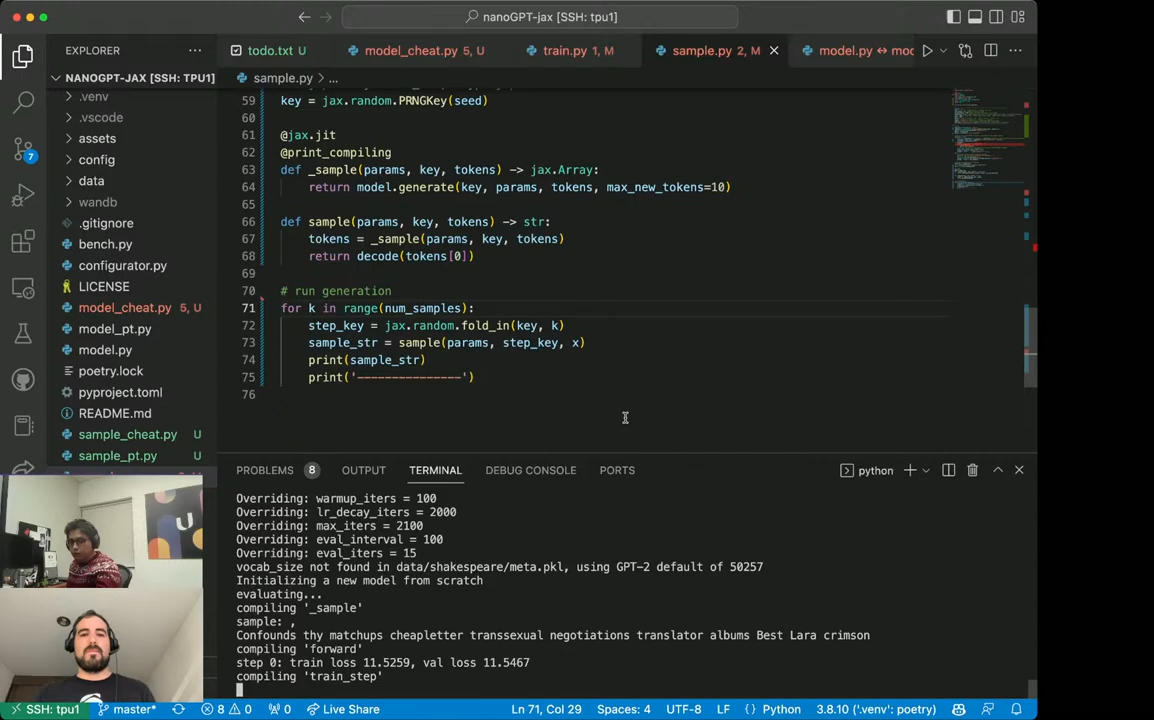 nanoGPT-jax [SSH: tpu1]
EXPLORER
todo.txt U
model_cheat.py 5, U
train.py 1, M
sample.py 2, M
model.py ↔ moc
NANOGPT-JAX [SSH: TPU1]
sample.py > ...
.venv
.vscode
assets
config
data
wandb
.gitignore
bench.py
configurator.py
LICENSE
model_cheat.py 5, U
model_pt.py
model.py
poetry.lock
pyproject.toml
README.md
sample_cheat.py U
sample_pt.py U
7
59 key = jax.random.PRNGKey(seed)
60
61 @jax.jit
62 @print_compiling
63 def _sample(params, key, tokens) -> jax.Array:
64     return model.generate(key, params, tokens, max_new_tokens=10)
65
66 def sample(params, key, tokens) -> str:
67     tokens = _sample(params, key, tokens)
68     return decode(tokens[0])
69
70 # run generation
71 for k in range(num_samples):
72     step_key = jax.random.fold_in(key, k)
73     sample_str = sample(params, step_key, x)
74     print(sample_str)
75     print('---------------')
76
PROBLEMS 8 OUTPUT TERMINAL DEBUG CONSOLE PORTS
python
Overriding: warmup_iters = 100
Overriding: lr_decay_iters = 2000
Overriding: max_iters = 2100
Overriding: eval_interval = 100
Overriding: eval_iters = 15
vocab_size not found in data/shakespeare/meta.pkl, using GPT-2 default of 50257
Initializing a new model from scratch
evaluating...
compiling '_sample'
sample: ,
Confounds thy matchups cheapletter transsexual negotiations translator albums Best Lara crimson
compiling 'forward'
step 0: train loss 11.5259, val loss 11.5467
compiling 'train_step'
SSH: tpu1 master* 8 0 0 Live Share Ln 71, Col 29 Spaces: 4 UTF-8 LF { } Python 3.8.10 ('.venv': poetry)